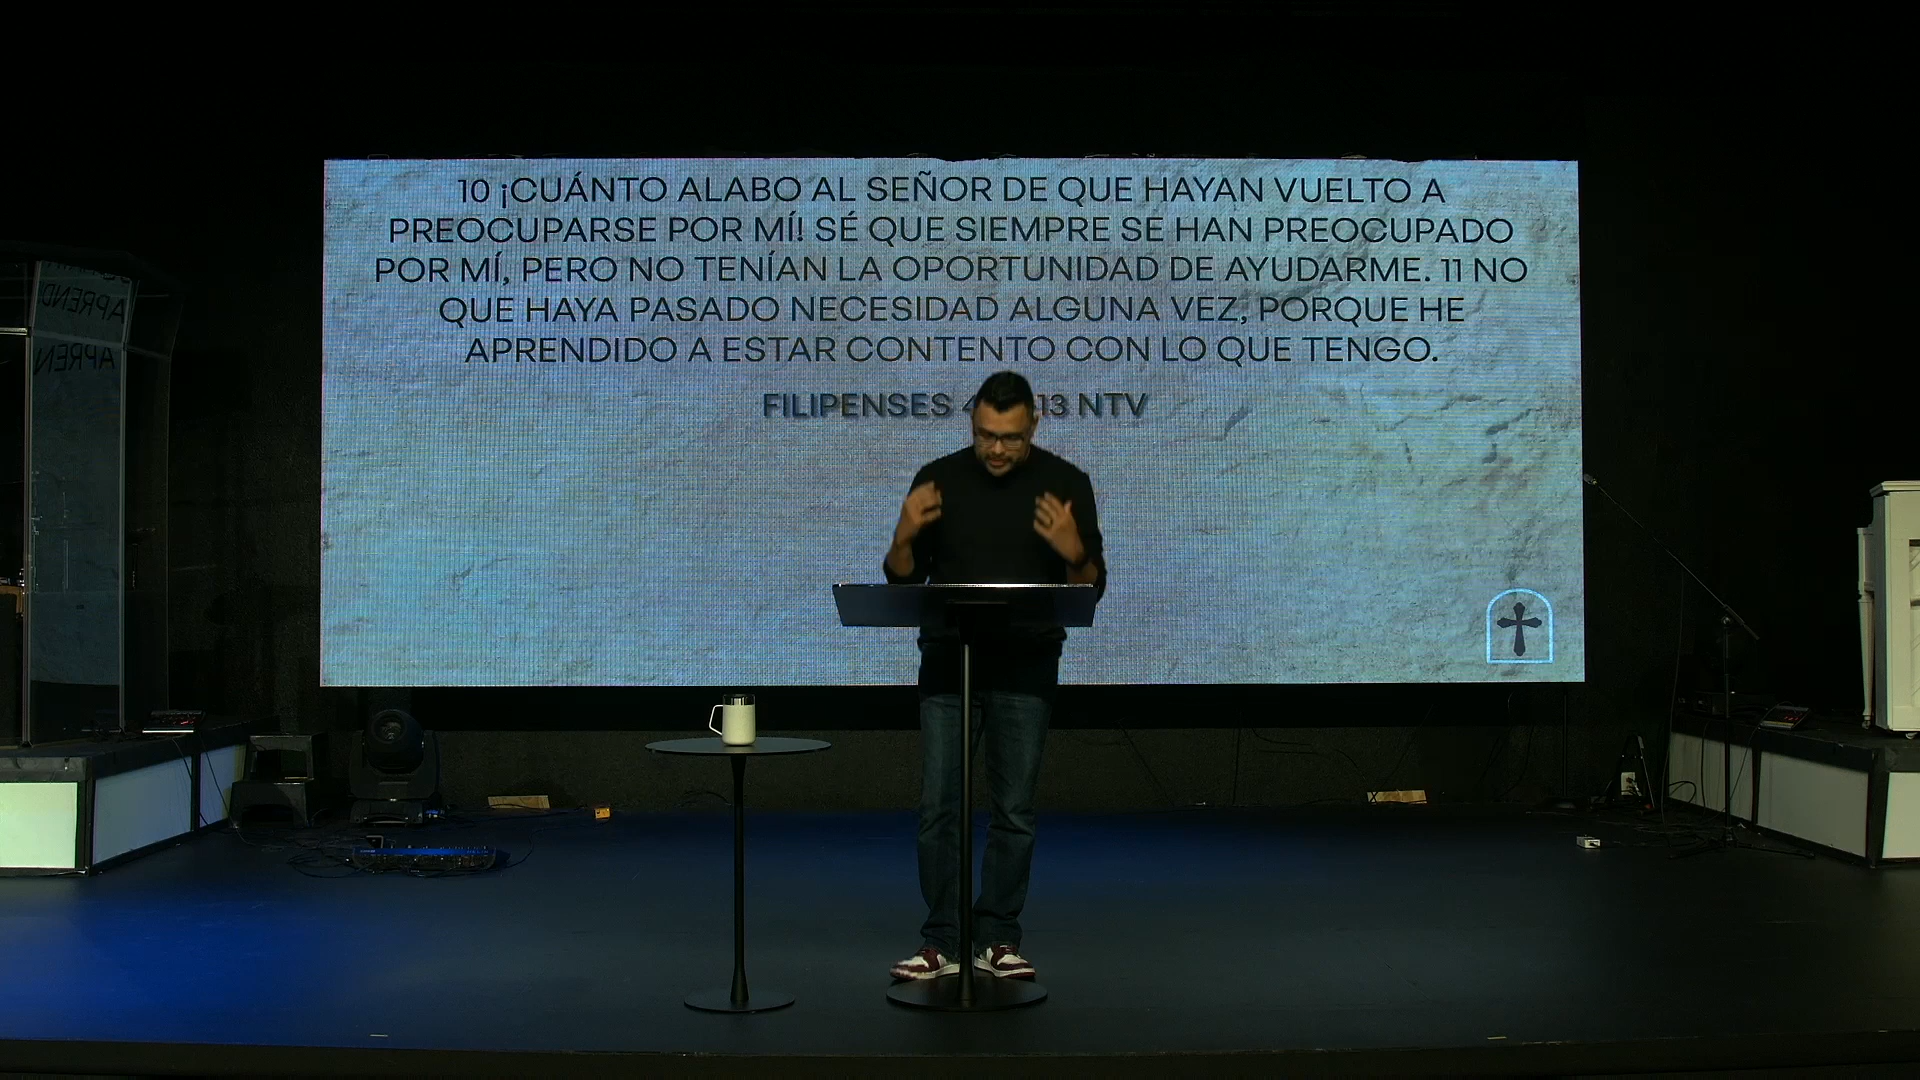 10 ¡CUÁNTO ALABO AL SEÑOR DE QUE HAYAN VUELTO A
PREOCUPARSE POR MÍ! SÉ QUE SIEMPRE SE HAN PREOCUPADO
POR MÍ, PERO NO TENÍAN LA OPORTUNIDAD DE AYUDARME. 11 NO
QUE HAYA PASADO NECESIDAD ALGUNA VEZ, PORQUE HE
APRENDIDO A ESTAR CONTENTO CON LO QUE TENGO.
FILIPENSES 13 NTV